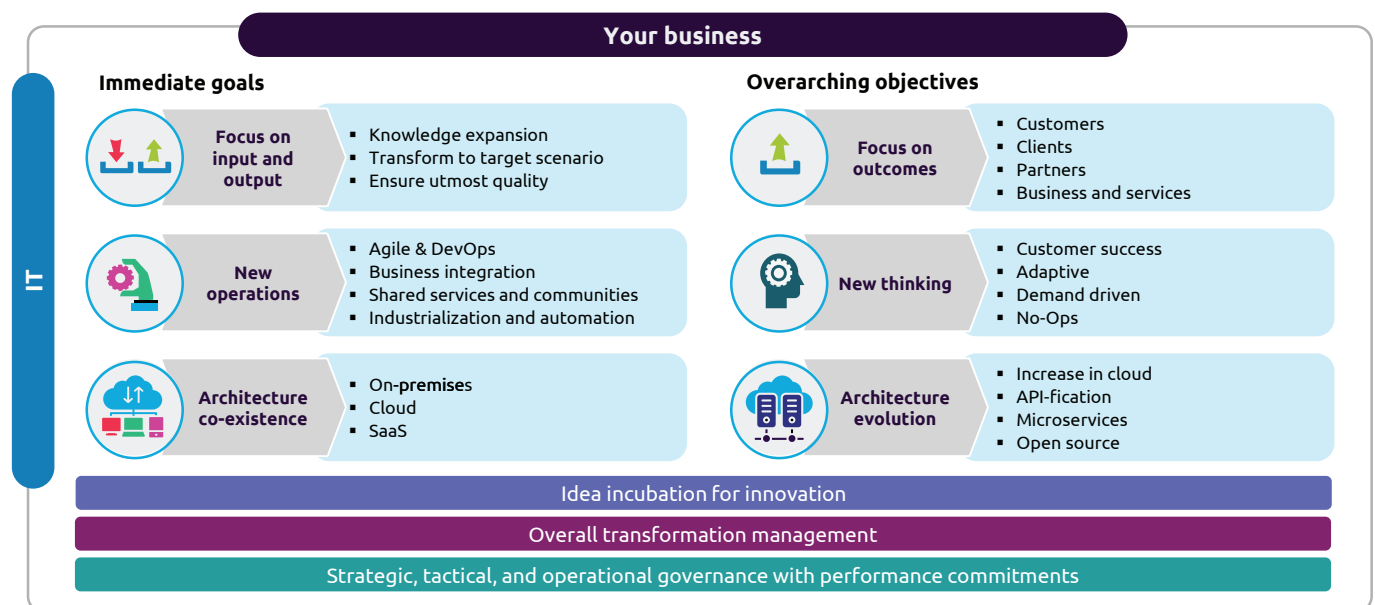 Your business
IT
Immediate goals
Focus on
input and
output
▪ Knowledge expansion
▪ Transform to target scenario
▪ Ensure utmost quality
New
operations
▪ Agile & DevOps
▪ Business integration
▪ Shared services and communities
▪ Industrialization and automation
Architecture
co-existence
▪ On-premises
▪ Cloud
▪ SaaS
Overarching objectives
Focus on
outcomes
▪ Customers
▪ Clients
▪ Partners
▪ Business and services
New thinking
▪ Customer success
▪ Adaptive
▪ Demand driven
▪ No-Ops
Architecture
evolution
▪ Increase in cloud
▪ API-fication
▪ Microservices
▪ Open source
Idea incubation for innovation
Overall transformation management
Strategic, tactical, and operational governance with performance commitments